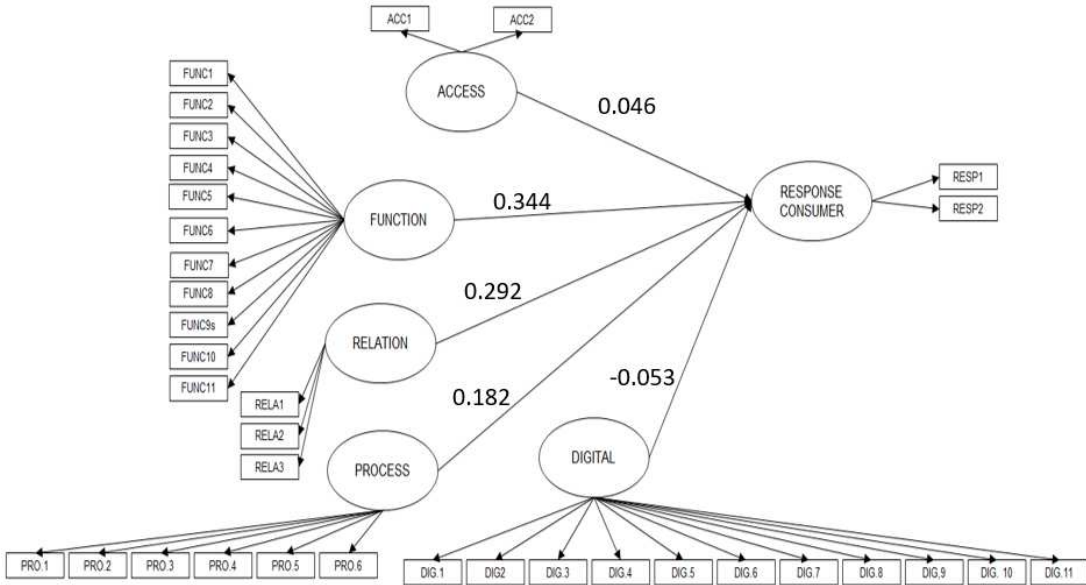 ACC1
ACC2
ACCESS
0.046
FUNC1
FUNC2
FUNC3
FUNC4
FUNC5
FUNC6
FUNC7
FUNC8
FUNC9s
FUNC10
FUNC11
FUNCTION
0.344
RESPONSE
CONSUMER
RESP1
RESP2
RELATION
0.292
RELA1
RELA2
RELA3
PROCESS
0.182
DIGITAL
-0.053
PRO.1
PRO.2
PRO.3
PRO.4
PRO.5
PRO.6
DIG.1
DIG2
DIG.3
DIG.4
DIG.5
DIG.6
DIG.7
DIG.8
DIG,9
DIG. 10
DIG.11